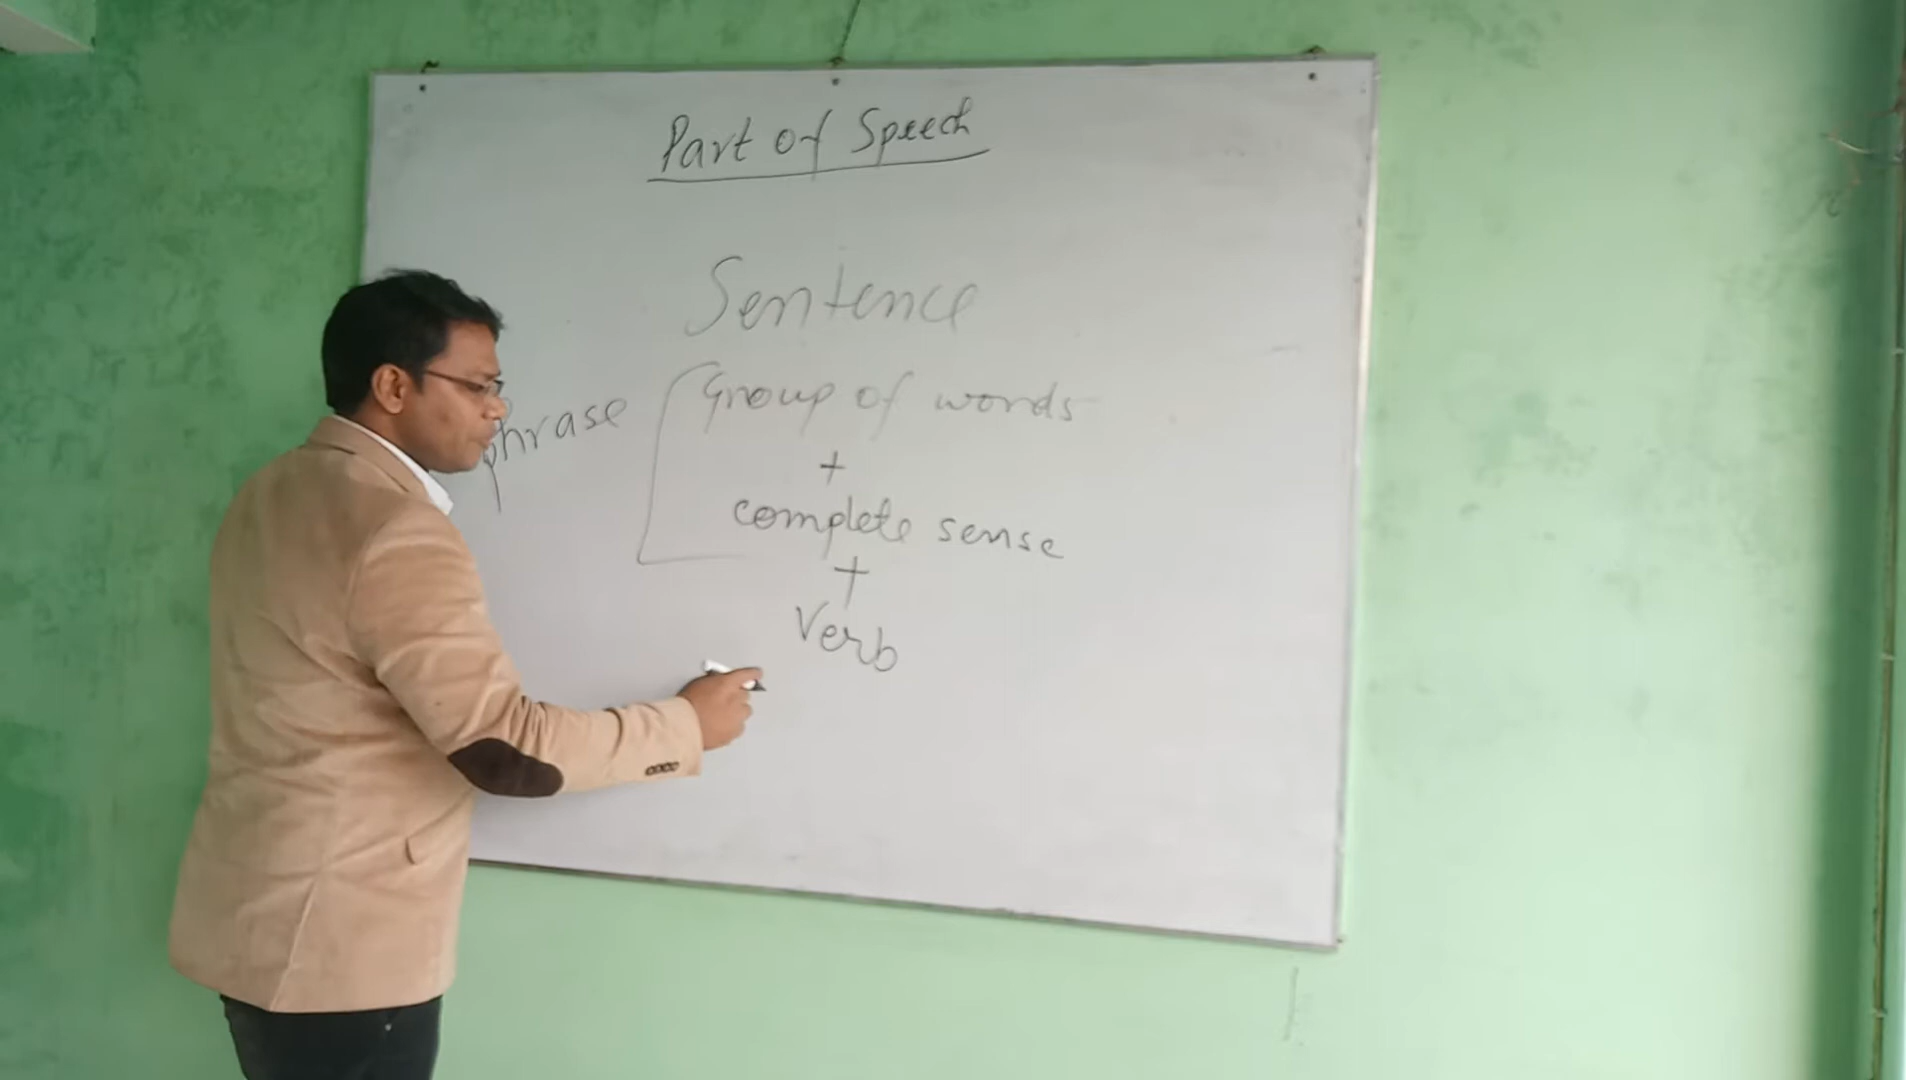 Part of Speech
Sentence
phrase
Group of words
+
complete sense
+
Verb